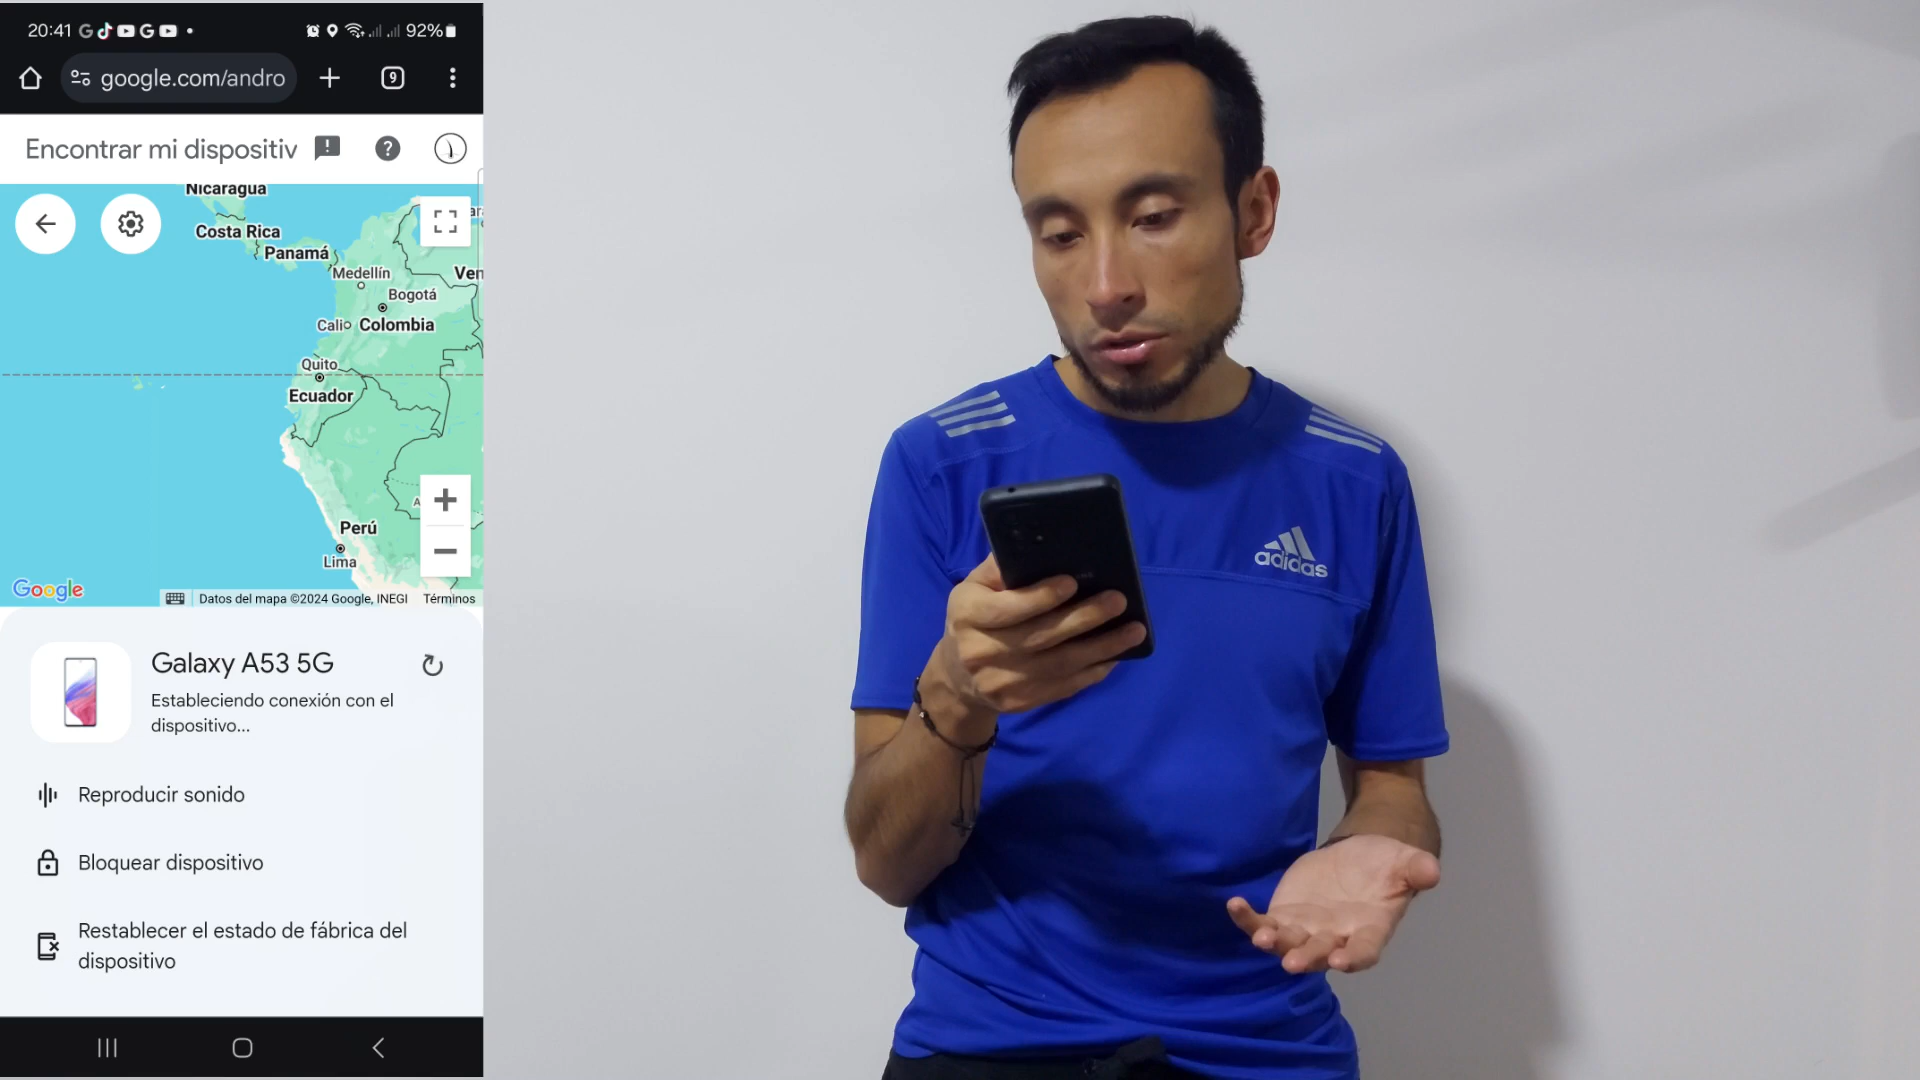 20:41
92%
google.com/andro
9
Encontrar mi dispositiv
Nicaragua
Costa Rica
Panamá
Medellín
Ven
Bogotá
Cali
Colombia
Quito
Ecuador
Perú
Lima
Google
Datos del mapa ©2024 Google, INEGI
Términos
Galaxy A53 5G
Estableciendo conexión con el
dispositivo...
Reproducir sonido
Bloquear dispositivo
Restablecer el estado de fábrica del
dispositivo
adidas